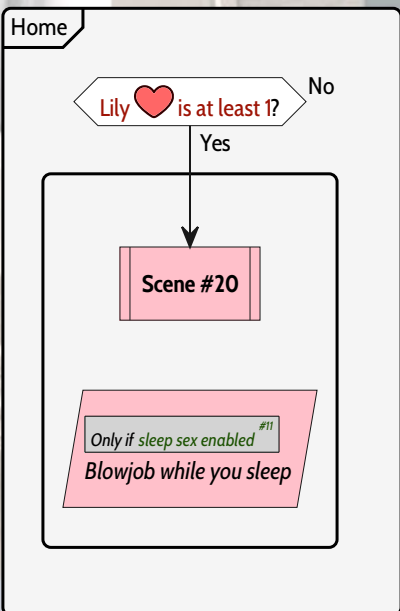 Home
Lily ❤️ is at least 1?
No
Yes
Scene #20
#11
Only if sleep sex enabled
Blowjob while you sleep